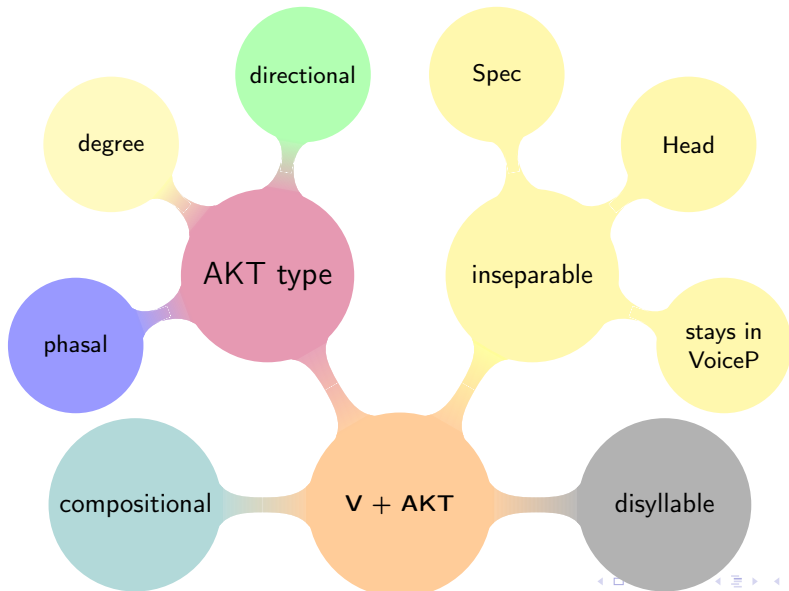 directional
Spec
degree
Head
AKT type
inseparable
phasal
stays in
VoiceP
compositional
V + AKT
disyllable